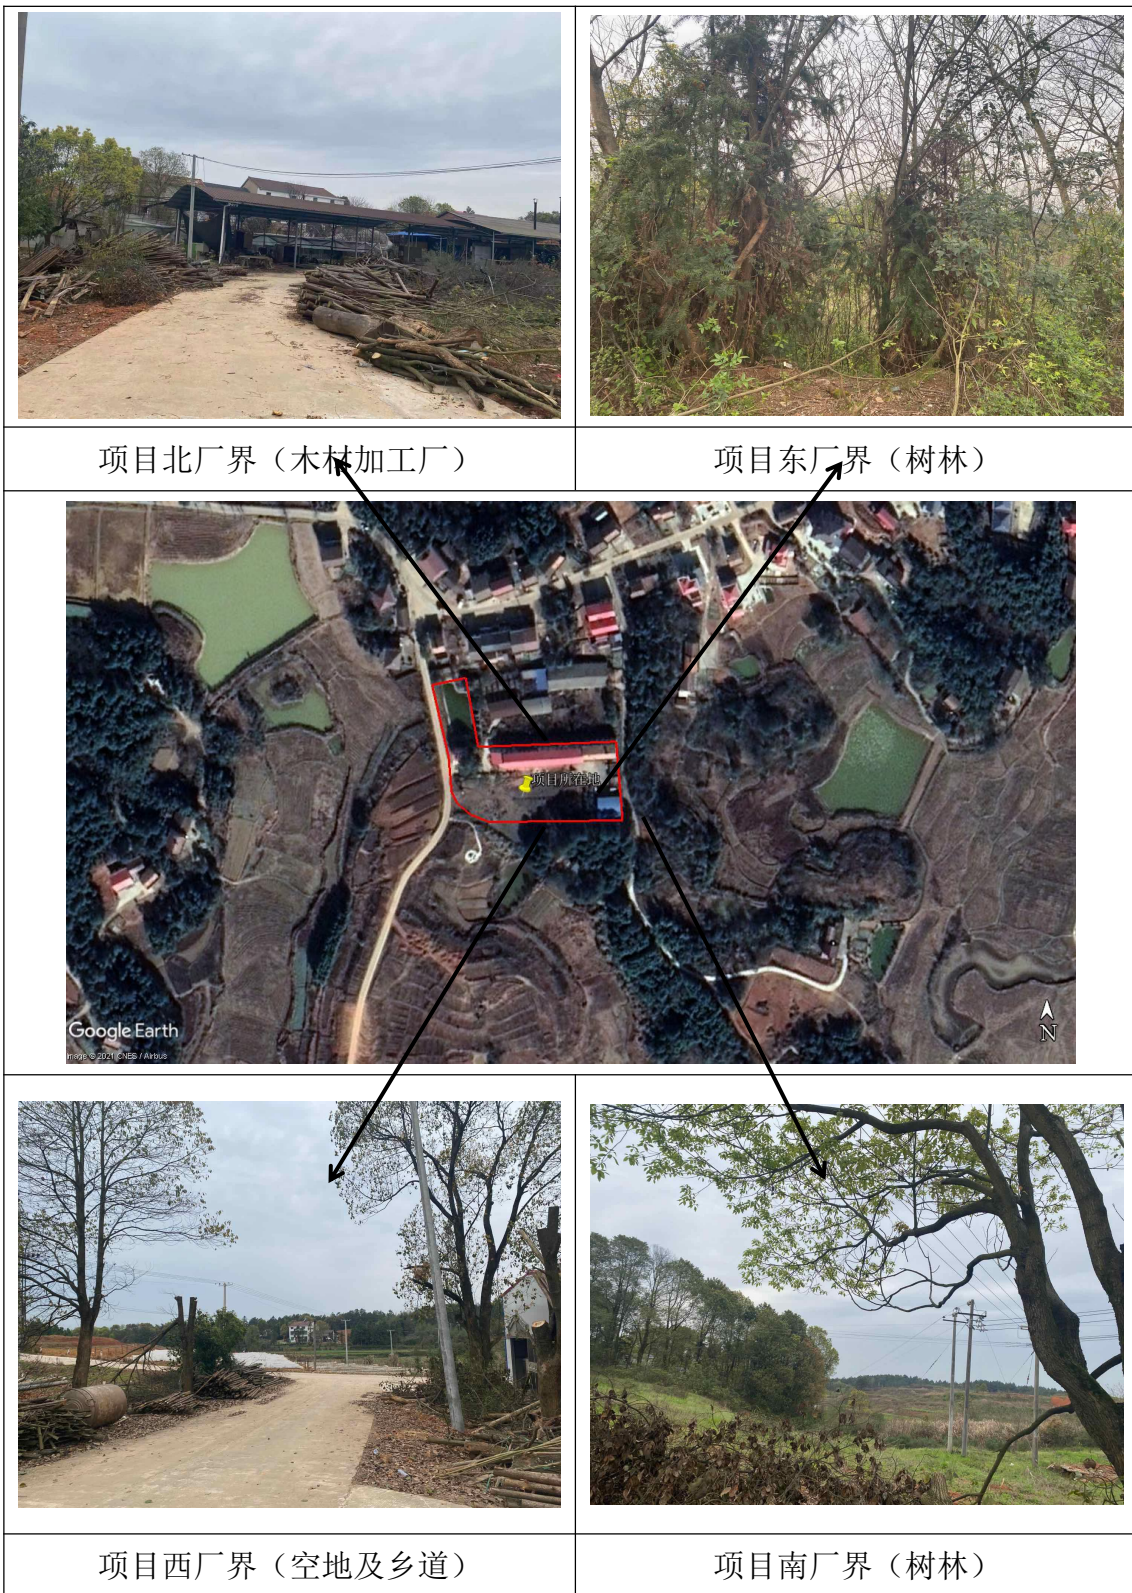 项目北厂界（木材加工厂）
项目东厂界（树林）
项目所在地
Google Earth
Image © 2021 CNES / Airbus
N
项目西厂界（空地及乡道）
项目南厂界（树林）